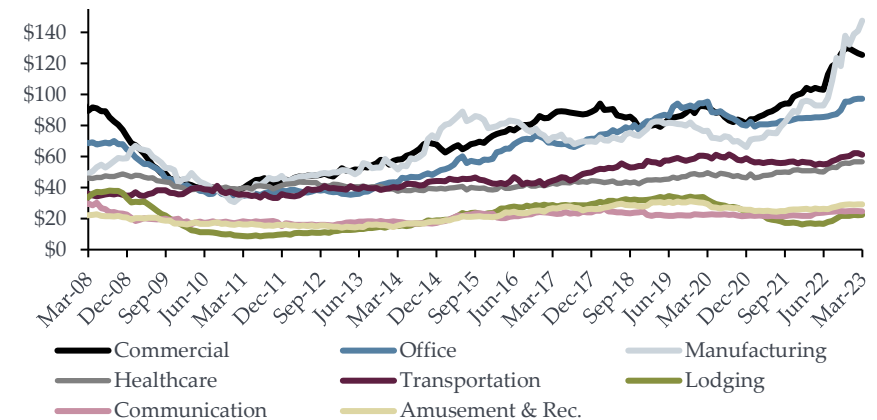 $140
$120
$100
$80
$60
$40
$20
$0
Mar-08
Dec-08
Sep-09
Jun-10
Mar-11
Dec-11
Sep-12
Jun-13
Mar-14
Dec-14
Sep-15
Jun-16
Mar-17
Dec-17
Sep-18
Jun-19
Mar-20
Dec-20
Sep-21
Jun-22
Mar-23
Commercial Office Manufacturing
Healthcare Transportation Lodging
Communication Amusement & Rec.